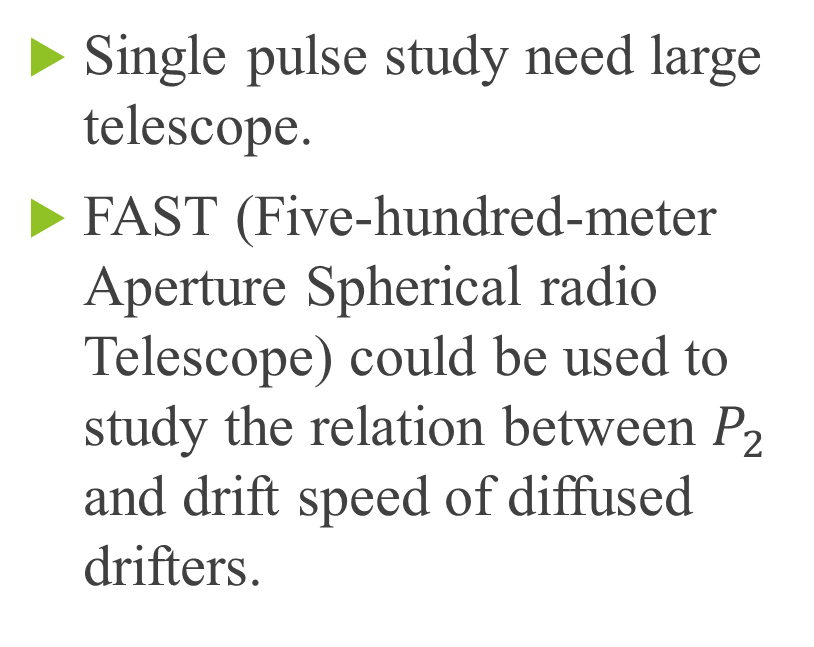 Single pulse study need large
telescope.
FAST (Five-hundred-meter
Aperture Spherical radio
Telescope) could be used to
study the relation between P₂
and drift speed of diffused
drifters.